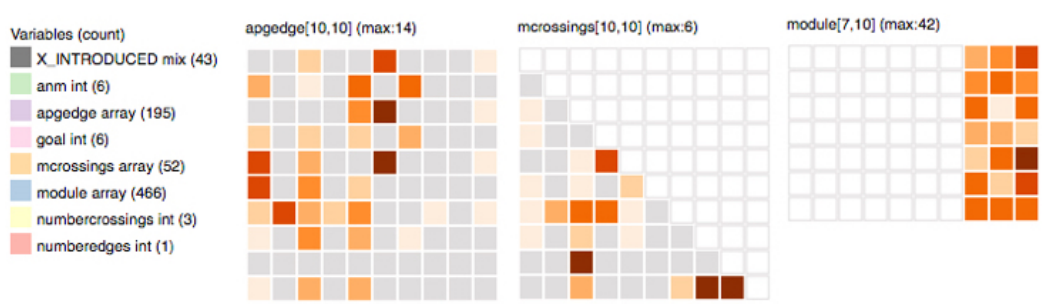 Variables (count)
X_INTRODUCED mix (43)
anm int (6)
apgedge array (195)
goal int (6)
mcrossings array (52)
module array (466)
numbercrossings int (3)
numberedges int (1)
apgedge[10,10] (max:14)
mcrossings[10,10] (max:6)
module[7,10] (max:42)